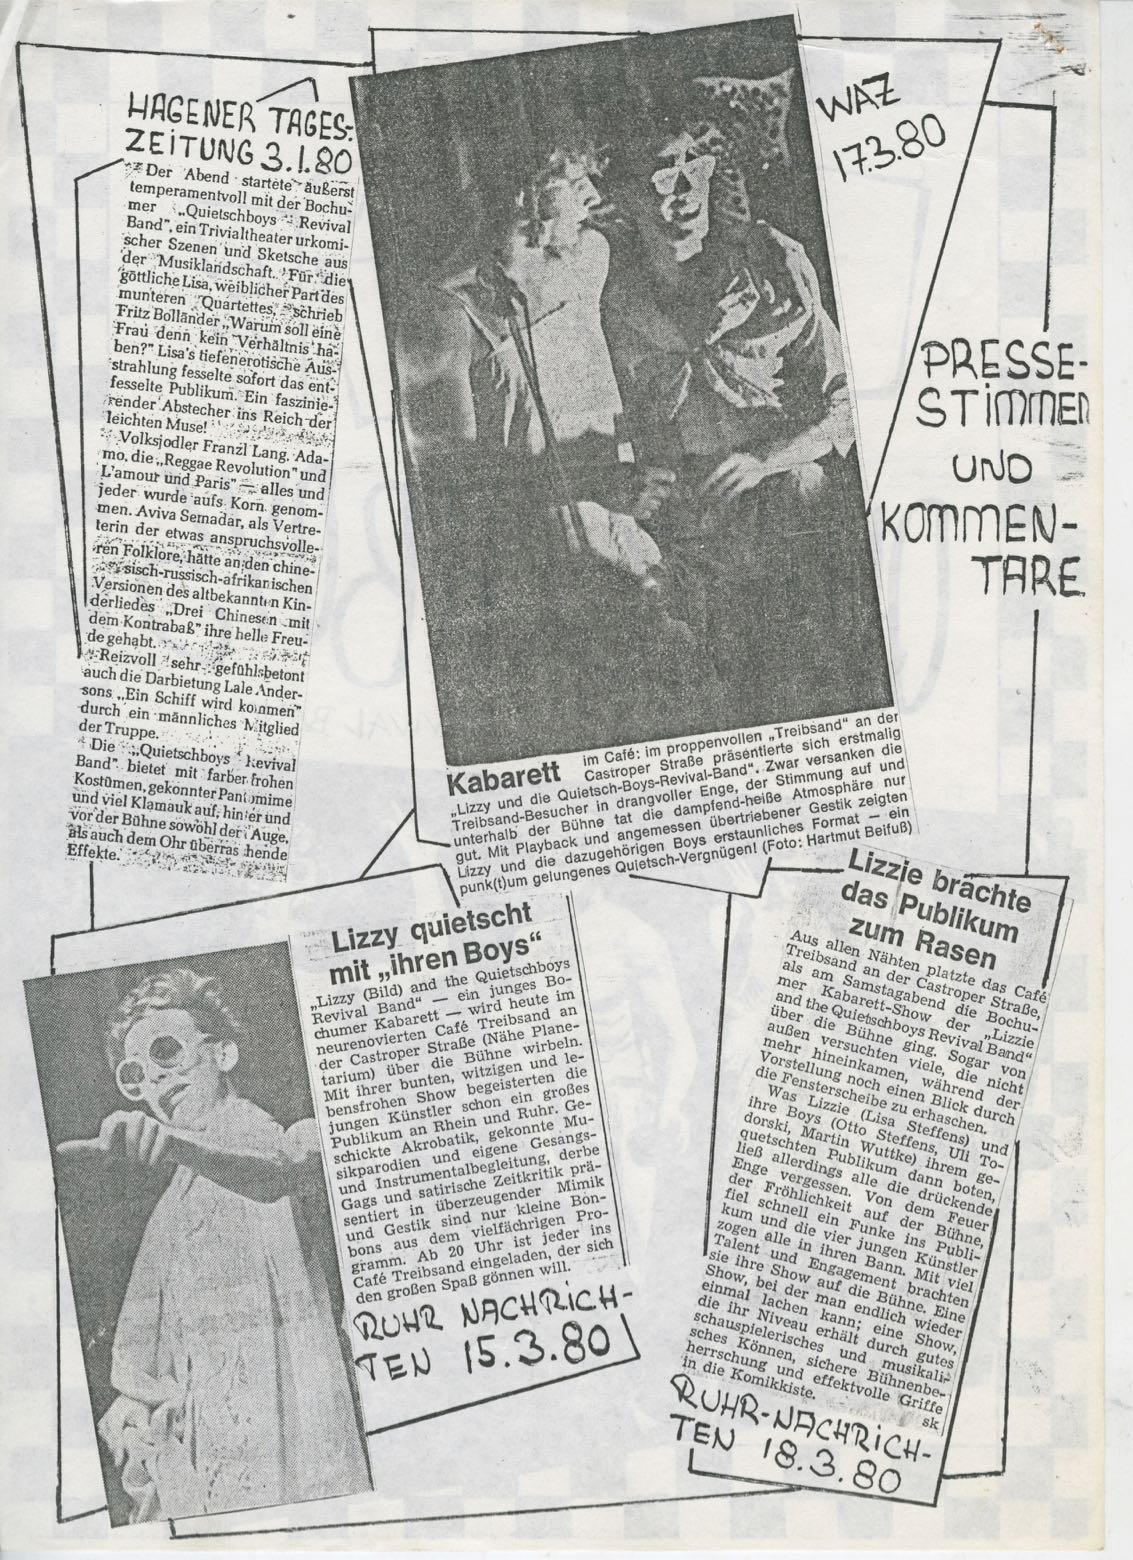 HAGENER TAGES-
ZEITUNG 3.1.80
Der Abend startete äußerst
temperamentvoll mit der Bochu-
mer „Quietschboys Revival
Band", ein Trivialtheater urkomi-
scher Szenen und Sketsche aus
der Musiklandschaft. Für die
göttliche Lisa, weiblicher Part des
munteren Quartettes, schrieb
Fritz Bolländer „Warum soll eine
Frau denn kein Verhältnis ha-
ben?" Lisa's tiefenerotische Aus-
strahlung fesselte sofort das ent-
fesselte Publikum. Ein faszinie-
render Abstecher ins Reich der
leichten Muse!
Volksjodler Franzl Lang, Ada-
mo, die „Reggae Revolution" und
L'amour und Paris" — alles und
jeder wurde aufs Korn genom-
men. Aviva Semadar, als Vertre-
terin der etwas anspruchsvolle-
ren Folklore, hätte an den chine-
sisch-russisch-afrikanischen
Versionen des altbekannten Kin-
derliedes „Drei Chinesen mit
dem Kontrabaß" ihre helle Freu-
de gehabt.
Reizvoll sehr gefühlsbetont
auch die Darbietung Lale Ander-
sons „Ein Schiff wird kommen"
durch ein männliches Mitglied
der Truppe.
Die „Quietschboys Revival
Band" bietet mit farbenfrohen
Kostümen, gekonnter Pantomime
und viel Klamauk auf, hinter und
vor der Bühne sowohl der Auge,
als auch dem Ohr überraschende
Effekte.
WAZ
17.3.80
PRESSE-
STIMMEN
UND
KOMMEN-
TARE
Kabarett im Café: im proppenvollen „Treibsand" an der
Castroper Straße präsentierte sich erstmalig
„Lizzy und die Quietsch-Boys-Revival-Band". Zwar versanken die
Treibsand-Besucher in drangvoller Enge, der Stimmung auf und
unterhalb der Bühne tat die dampfend-heiße Atmosphäre nur
gut. Mit Playback und angemessen übertriebener Gestik zeigten
Lizzy und die dazugehörigen Boys erstaunliches Format — ein
punk(t)um gelungenes Quietsch-Vergnügen! (Foto: Hartmut Beifuß)
Lizzy quietscht
mit „ihren Boys"
„Lizzy (Bild) and the Quietschboys
Revival Band" — ein junges Bo-
chumer Kabarett — wird heute im
neurenovierten Café Treibsand an
der Castroper Straße (Nähe Plane-
tarium) über die Bühne wirbeln.
Mit ihrer bunten, witzigen und le-
bensfrohen Show begeisterten die
jungen Künstler schon ein großes
Publikum an Rhein und Ruhr. Ge-
schickte Akrobatik, gekonnte Mu-
sikparodien und eigene Gesangs-
und Instrumentalbegleitung, derbe
Gags und satirische Zeitkritik prä-
sentiert in überzeugender Mimik
und Gestik sind nur kleine Bon-
bons aus dem vielfächrigen Pro-
gramm. Ab 20 Uhr ist jeder ins
Café Treibsand eingeladen, der sich
den großen Spaß gönnen will.
RUHR NACHRICH-
TEN 15.3.80
Lizzie brachte
das Publikum
zum Rasen
Aus allen Nähten platzte das Café
Treibsand an der Castroper Straße,
als am Samstagabend die Bochu-
mer Kabarett-Show der „Lizzie
and the Quietschboys Revival Band"
über die Bühne ging. Sogar von
außen versuchten viele, die nicht
mehr hineinkamen, während der
Vorstellung noch einen Blick durch
die Fensterscheibe zu erhaschen.
Was Lizzie (Lisa Steffens) und
ihre Boys (Otto Steffens, Uli To-
dorski, Martin Wuttke) ihrem ge-
quetschten Publikum dann boten,
ließ allerdings alle die drückende
Enge vergessen. Von dem Feuer
der Fröhlichkeit auf der Bühne,
fiel schnell ein Funke ins Publi-
kum und die vier jungen Künstler
zogen alle in ihren Bann. Mit viel
Talent und Engagement brachten
sie ihre Show auf die Bühne. Eine
Show, bei der man endlich wieder
einmal lachen kann; eine Show,
die ihr Niveau erhält durch gutes
schauspielerisches und musikali-
sches Können, sichere Bühnenbe-
herrschung und effektvolle Griffe
in die Komikkiste. sk
RUHR-NACHRICH-
TEN 18.3.80